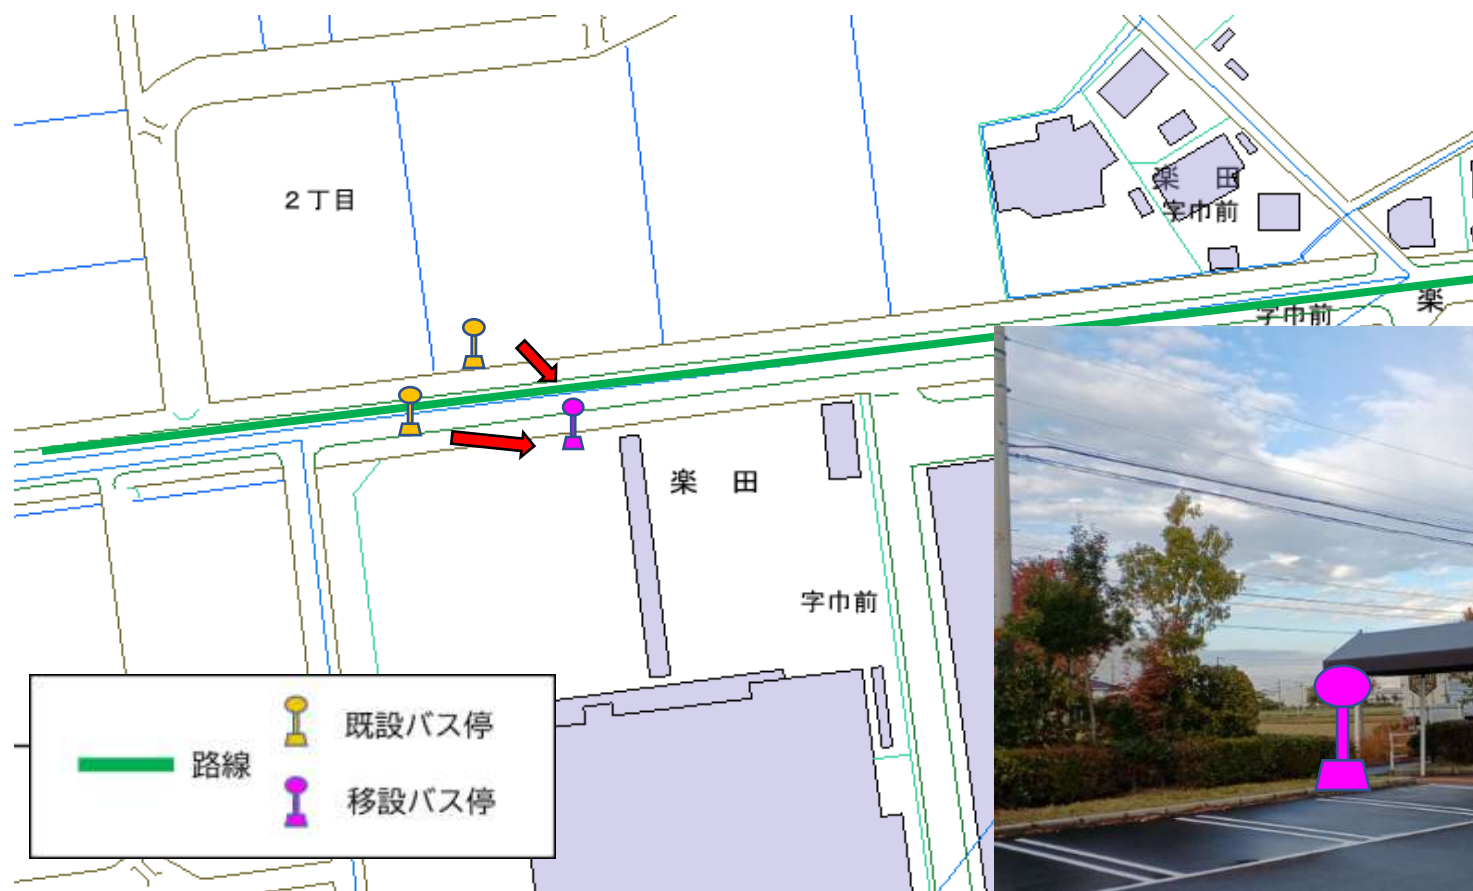 2丁目
楽 田
字巾前
楽
字巾前
楽 田
字巾前
既設バス停
路線
移設バス停